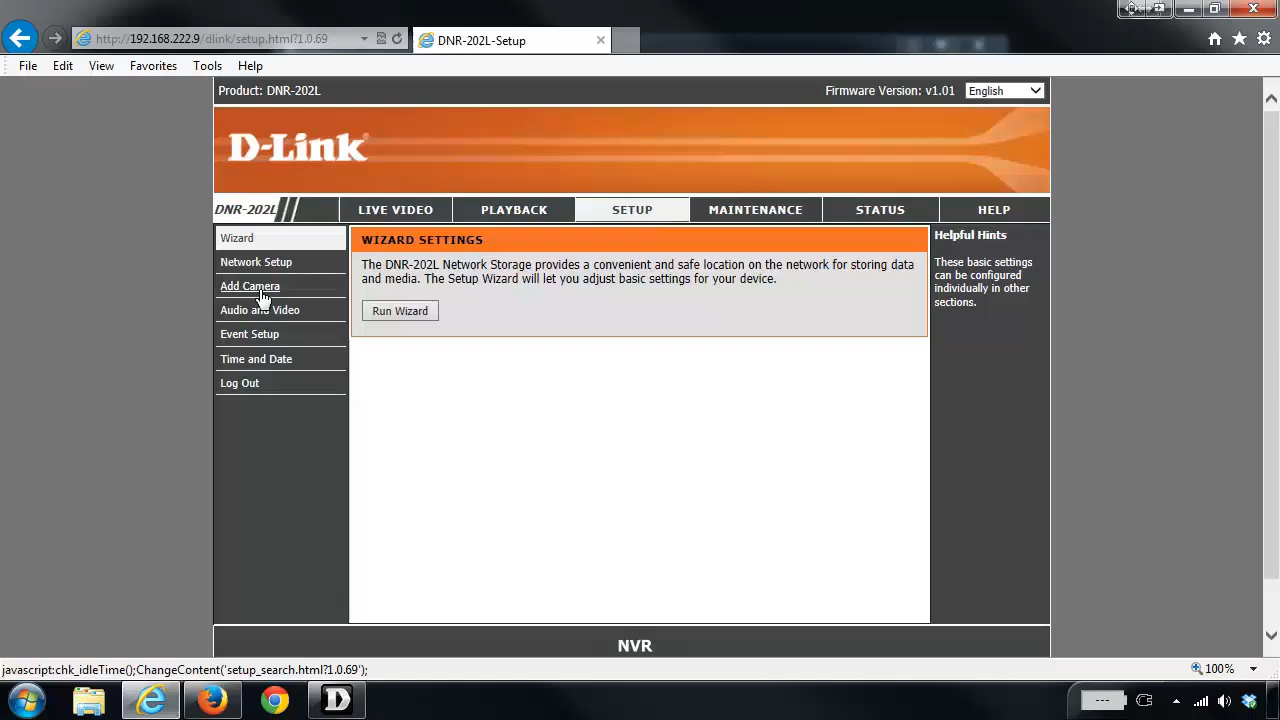 http://192.168.222.9/dlink/setup.html?1.0.69
DNR-202L-Setup
File Edit View Favorites Tools Help
Product: DNR-202L
Firmware Version: v1.01
English
D-Link®
DNR-202L
LIVE VIDEO
PLAYBACK
SETUP
MAINTENANCE
STATUS
HELP
Wizard
Network Setup
Add Camera
Audio and Video
Event Setup
Time and Date
Log Out
WIZARD SETTINGS
The DNR-202L Network Storage provides a convenient and safe location on the network for storing data
and media. The Setup Wizard will let you adjust basic settings for your device.
Run Wizard
Helpful Hints
These basic settings
can be configured
individually in other
sections.
NVR
javascript:chk_idleTime();ChangeContent('setup_search.html?1.0.69');
100%